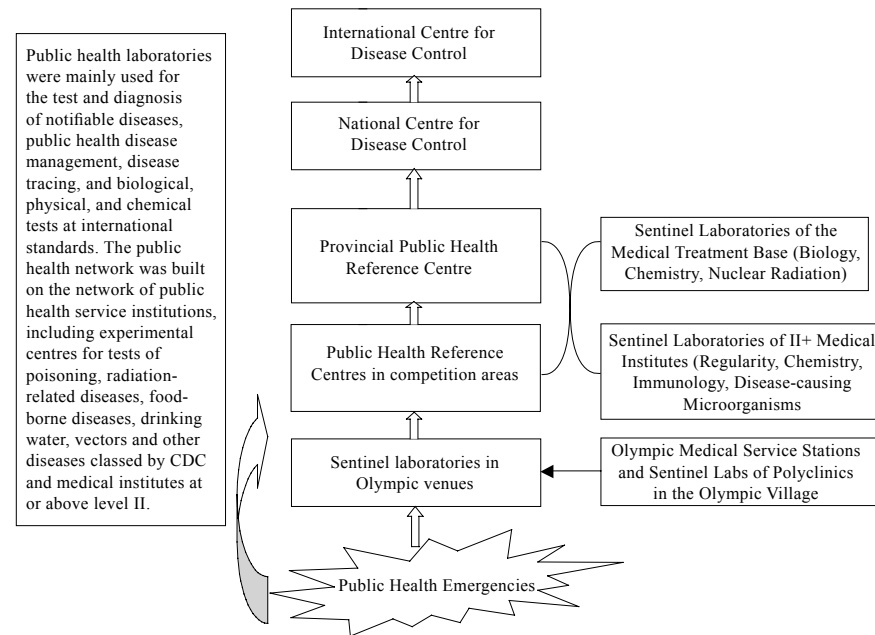 Public health laboratories
were mainly used for
the test and diagnosis
of notifiable diseases,
public health disease
management, disease
tracing, and biological,
physical, and chemical
tests at international
standards. The public
health network was built
on the network of public
health service institutions,
including experimental
centres for tests of
poisoning, radiation-
related diseases, food-
borne diseases, drinking
water, vectors and other
diseases classed by CDC
and medical institutes at
or above level II.
International Centre for
Disease Control
National Centre for
Disease Control
Provincial Public Health
Reference Centre
Public Health Reference
Centres in competition areas
Sentinel laboratories in
Olympic venues
Public Health Emergencies
Sentinel Laboratories of the
Medical Treatment Base (Biology,
Chemistry, Nuclear Radiation)
Sentinel Laboratories of II+ Medical
Institutes (Regularity, Chemistry,
Immunology, Disease-causing
Microorganisms
Olympic Medical Service Stations
and Sentinel Labs of Polyclinics
in the Olympic Village